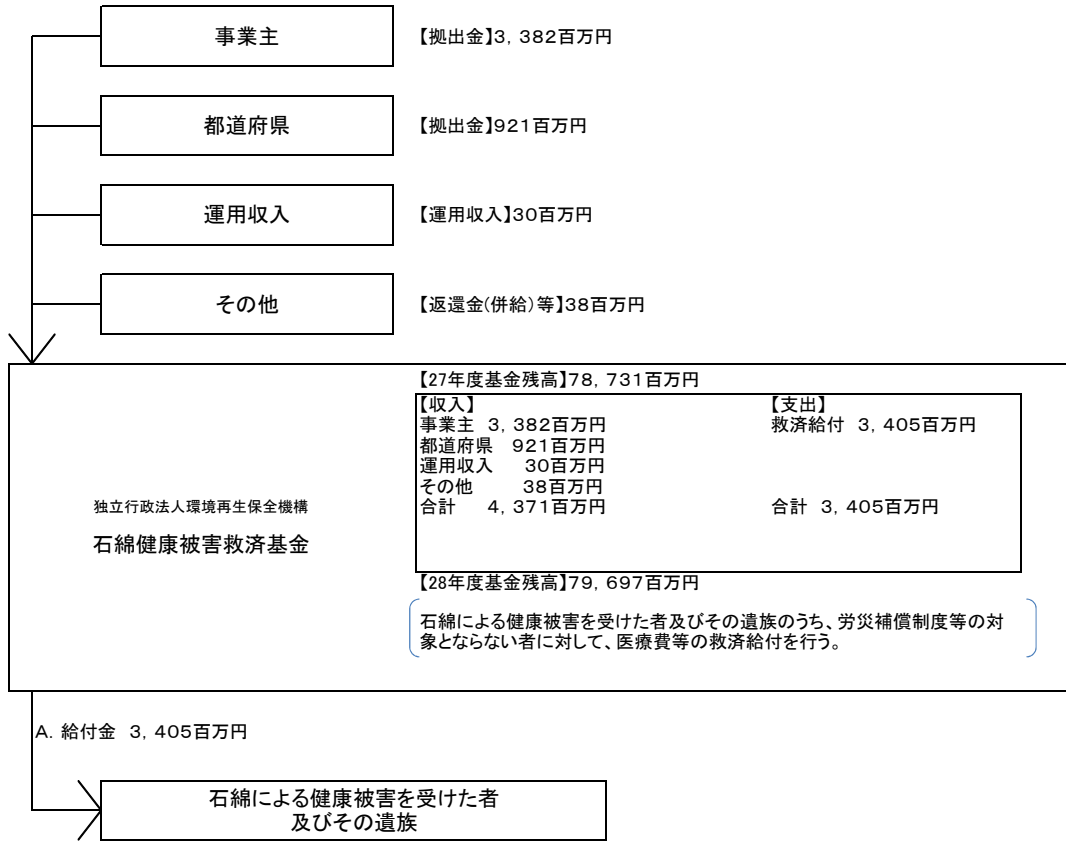 事業主
【拠出金】3，382百万円
都道府県
【拠出金】921百万円
運用収入
【運用収入】30百万円
その他
【返還金(併給)等】38百万円
【27年度基金残高】78，731百万円
【収入】 【支出】
事業主 3，382百万円 救済給付 3，405百万円
都道府県 921百万円
運用収入 30百万円
その他 38百万円
合計 4，371百万円 合計 3，405百万円
独立行政法人環境再生保全機構
石綿健康被害救済基金
【28年度基金残高】79，697百万円
石綿による健康被害を受けた者及びその遺族のうち、労災補償制度等の対
象とならない者に対して、医療費等の救済給付を行う。
A．給付金 3，405百万円
石綿による健康被害を受けた者
及びその遺族